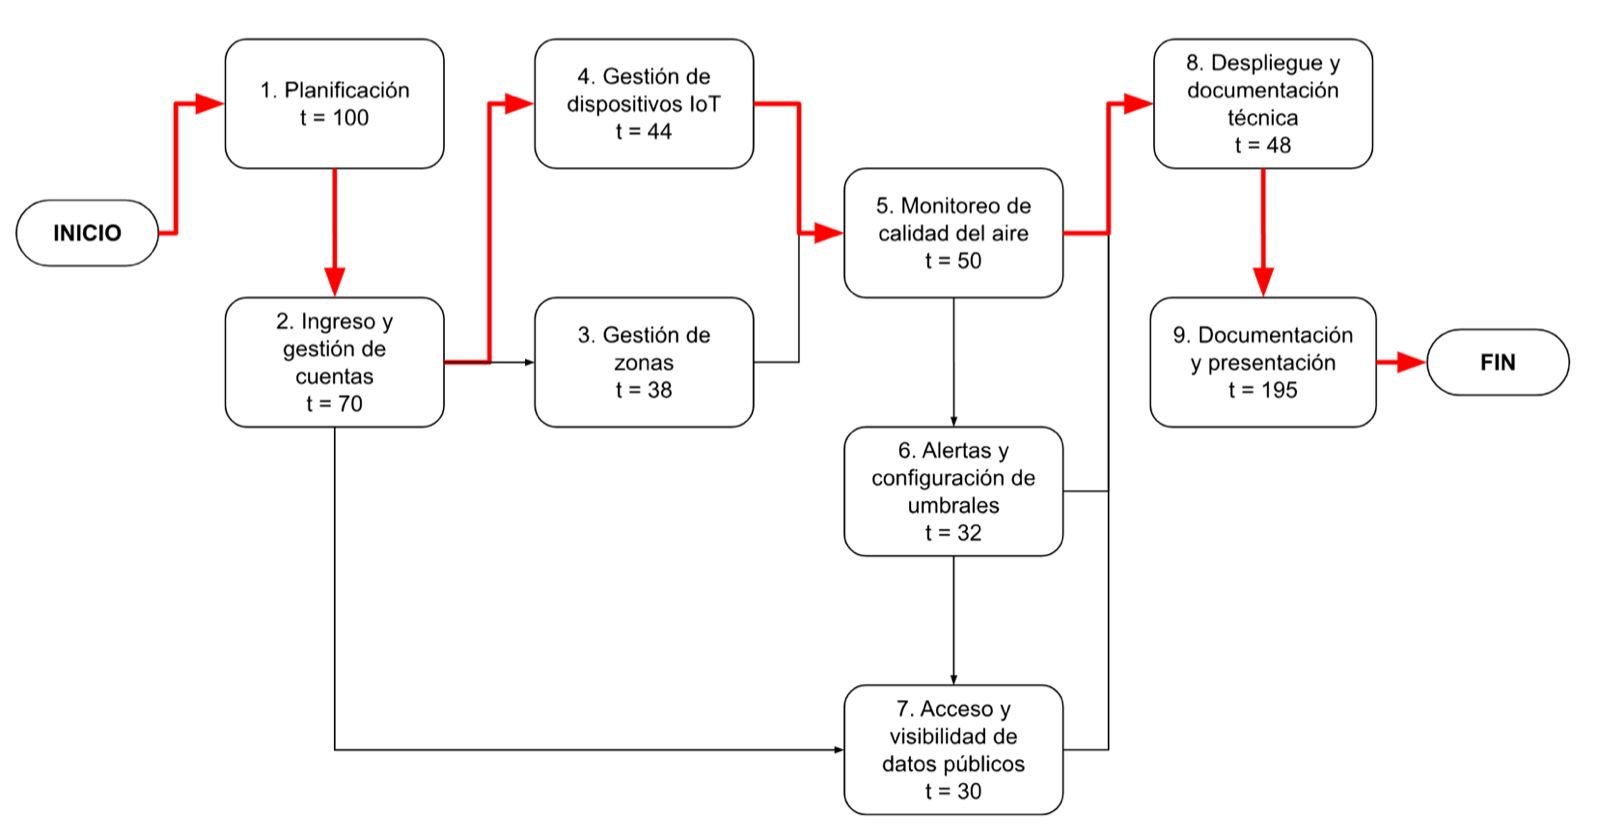 INICIO
1. Planificación
t = 100
2. Ingreso y
gestión de
cuentas
t = 70
4. Gestión de
dispositivos IoT
t = 44
3. Gestión de
zonas
t = 38
5. Monitoreo de
calidad del aire
t = 50
6. Alertas y
configuración de
umbrales
t = 32
7. Acceso y
visibilidad de
datos públicos
t = 30
8. Despliegue y
documentación
técnica
t = 48
9. Documentación
y presentación
t = 195
FIN